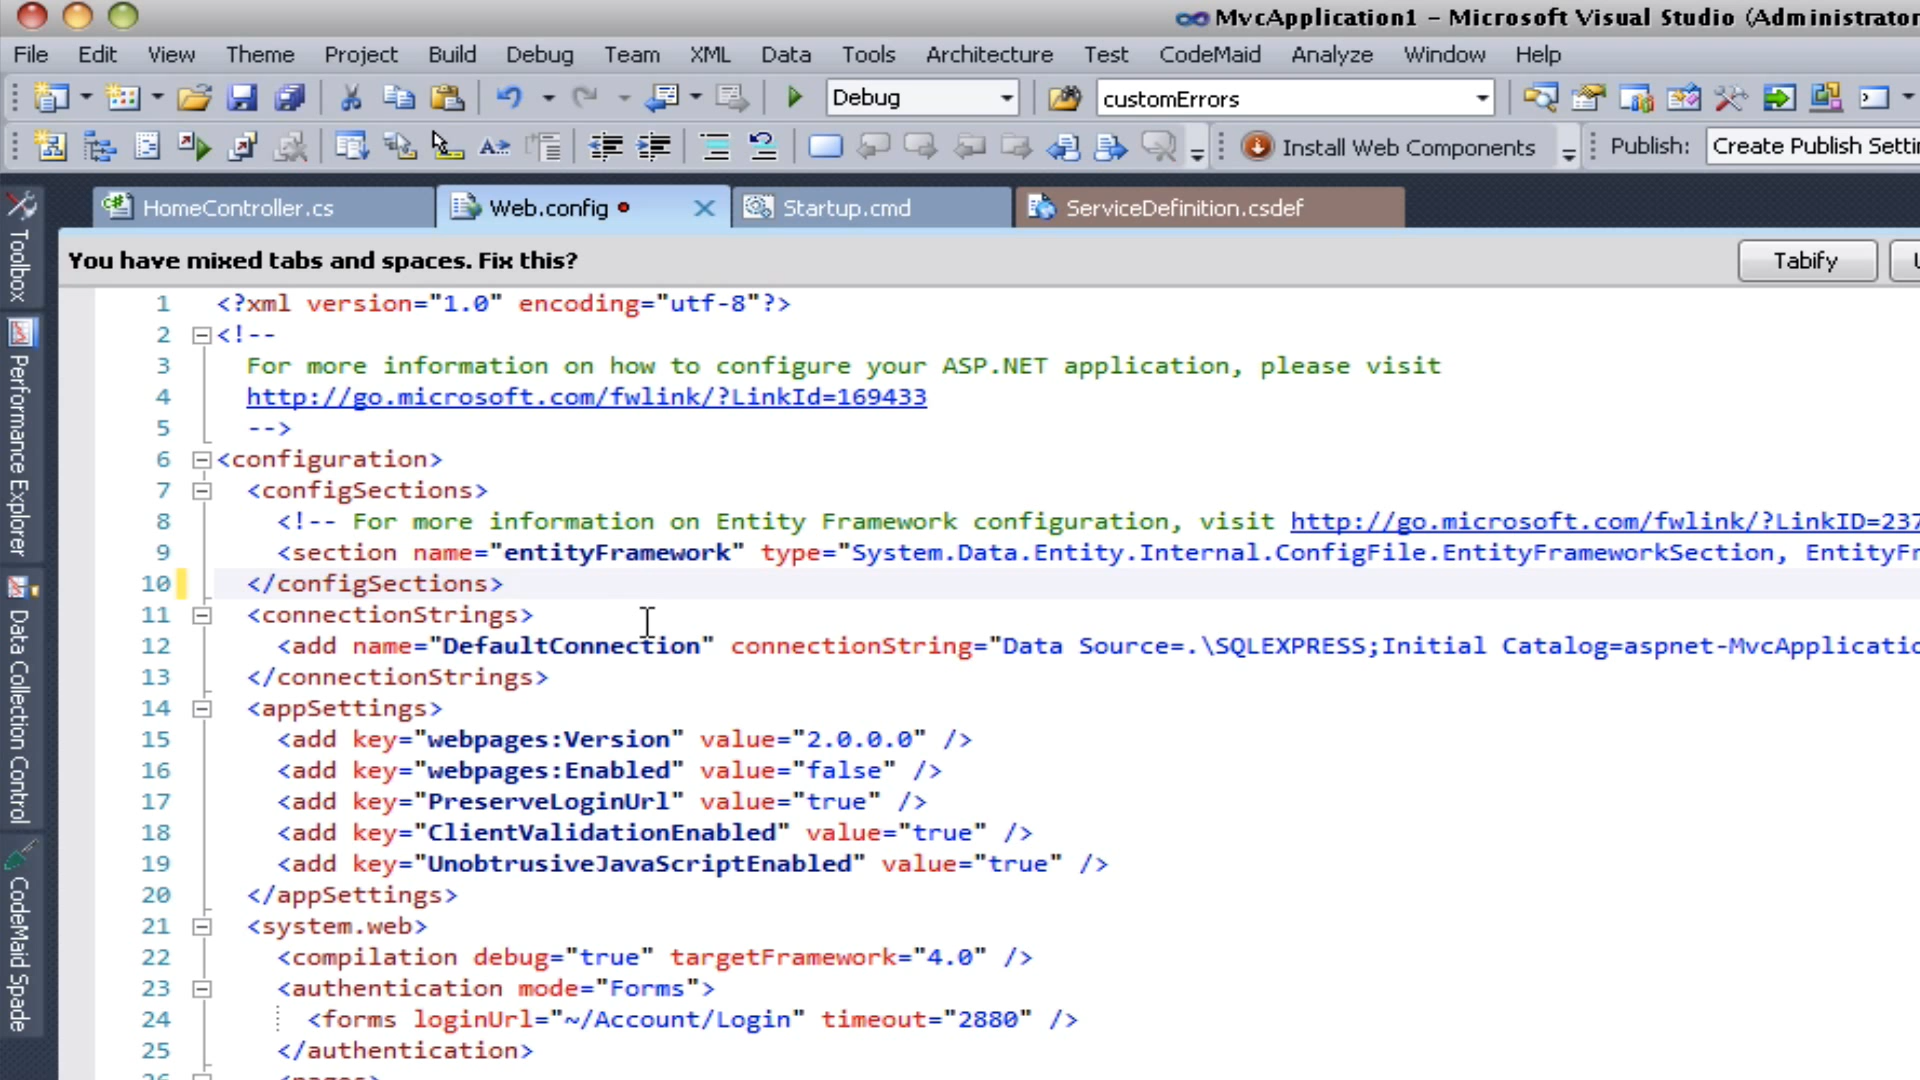 MvcApplication1 - Microsoft Visual Studio (Administrator
File Edit View Theme Project Build Debug Team XML Data Tools Architecture Test CodeMaid Analyze Window Help
Debug customErrors
Install Web Components Publish: Create Publish Setti
HomeController.cs Web.config Startup.cmd ServiceDefinition.csdef
You have mixed tabs and spaces. Fix this? Tabify
Toolbox
Performance Explorer
Data Collection Control
CodeMaid Spade
1 <?xml version="1.0" encoding="utf-8"?>
2 <!--
3 For more information on how to configure your ASP.NET application, please visit
4 http://go.microsoft.com/fwlink/?LinkId=169433
5 -->
6 <configuration>
7 <configSections>
8 <!-- For more information on Entity Framework configuration, visit http://go.microsoft.com/fwlink/?LinkID=237
9 <section name="entityFramework" type="System.Data.Entity.Internal.ConfigFile.EntityFrameworkSection, EntityFr
10 </configSections>
11 <connectionStrings>
12 <add name="DefaultConnection" connectionString="Data Source=.\SQLEXPRESS;Initial Catalog=aspnet-MvcApplicatio
13 </connectionStrings>
14 <appSettings>
15 <add key="webpages:Version" value="2.0.0.0" />
16 <add key="webpages:Enabled" value="false" />
17 <add key="PreserveLoginUrl" value="true" />
18 <add key="ClientValidationEnabled" value="true" />
19 <add key="UnobtrusiveJavaScriptEnabled" value="true" />
20 </appSettings>
21 <system.web>
22 <compilation debug="true" targetFramework="4.0" />
23 <authentication mode="Forms">
24 <forms loginUrl="~/Account/Login" timeout="2880" />
25 </authentication>
26 <pages>